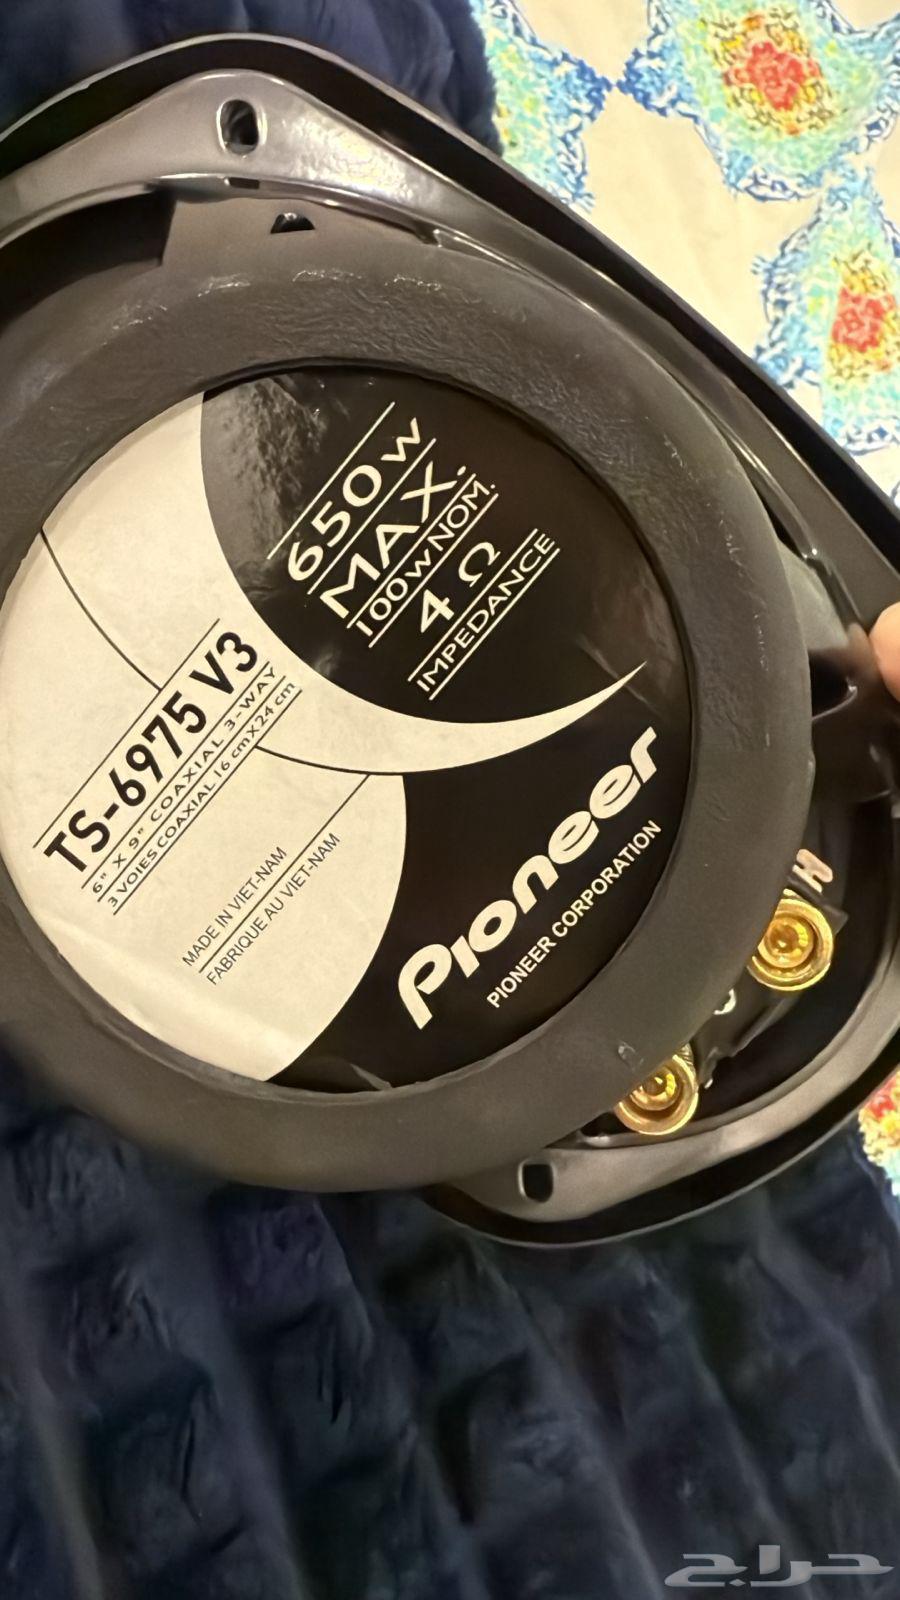 650W
MAX.
100W NOM.
4 Ω
IMPEDANCE
TS-6975 V3
6" X 9" COAXIAL 3-WAY
3 VOIES COAXIAL 16 cm X 24 cm
MADE IN VIET-NAM
FABRIQUE AU VIET-NAM
Pioneer
PIONEER CORPORATION
حراج